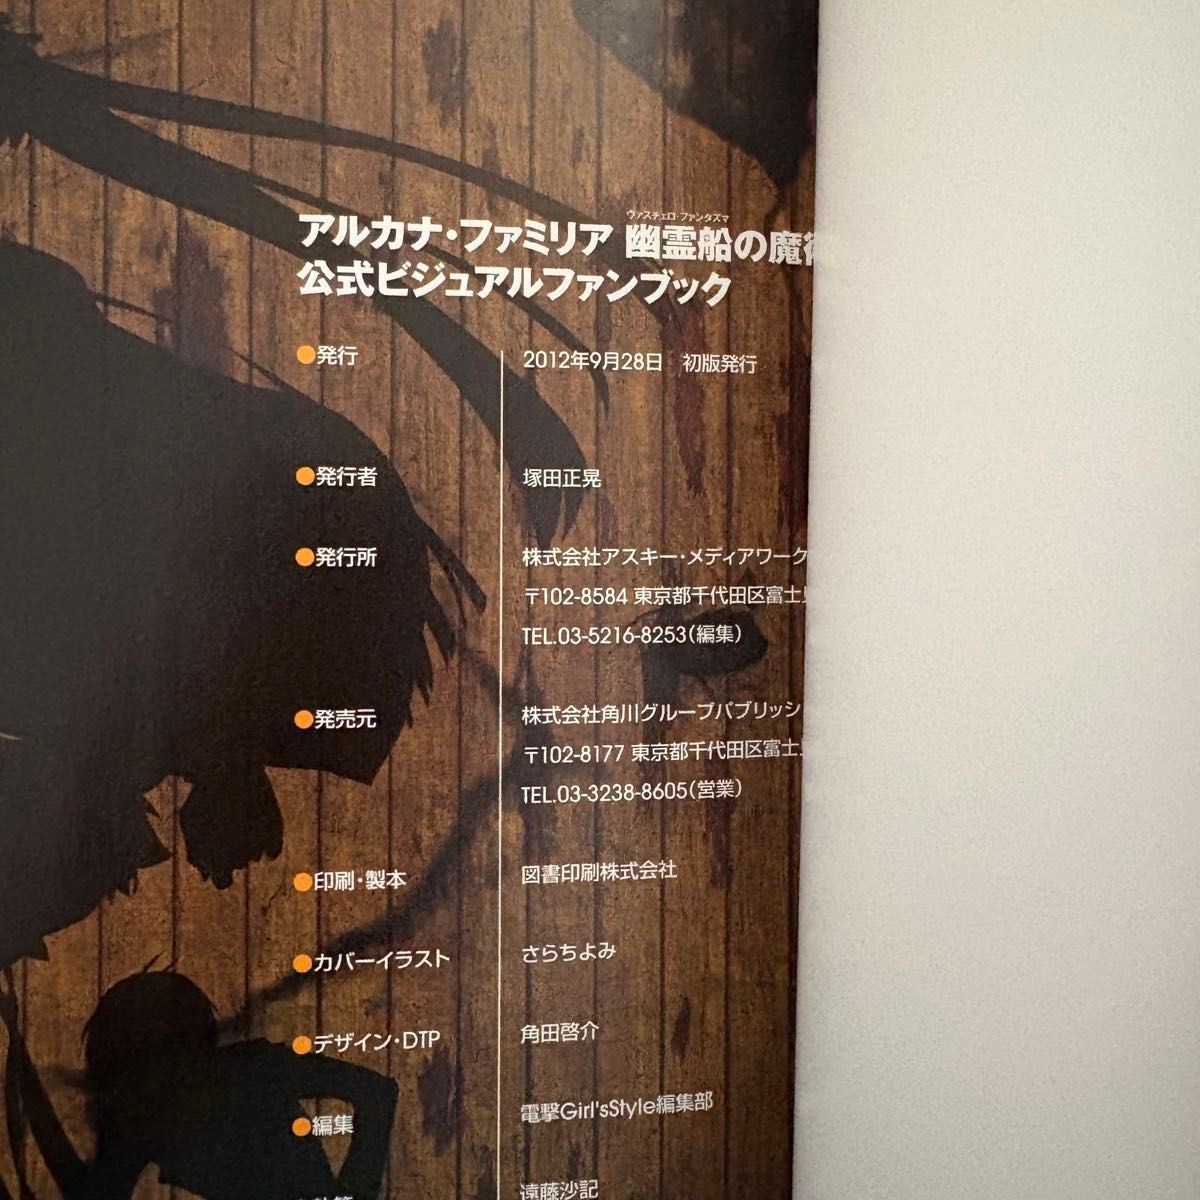 ヴァスチェロ・ファンタズマ
アルカナ・ファミリア 幽霊船の魔術
公式ビジュアルファンブック
●発行 2012年9月28日 初版発行
●発行者 塚田正晃
●発行所 株式会社アスキー・メディアワーク
〒102-8584 東京都千代田区富士
TEL.03-5216-8253(編集)
●発売元 株式会社角川グループパブリッシ
〒102-8177 東京都千代田区富士
TEL.03-3238-8605(営業)
●印刷・製本 図書印刷株式会社
●カバーイラスト さらちよみ
●デザイン・DTP 角田啓介
●編集 電撃Girl'sStyle編集部
遠藤沙記